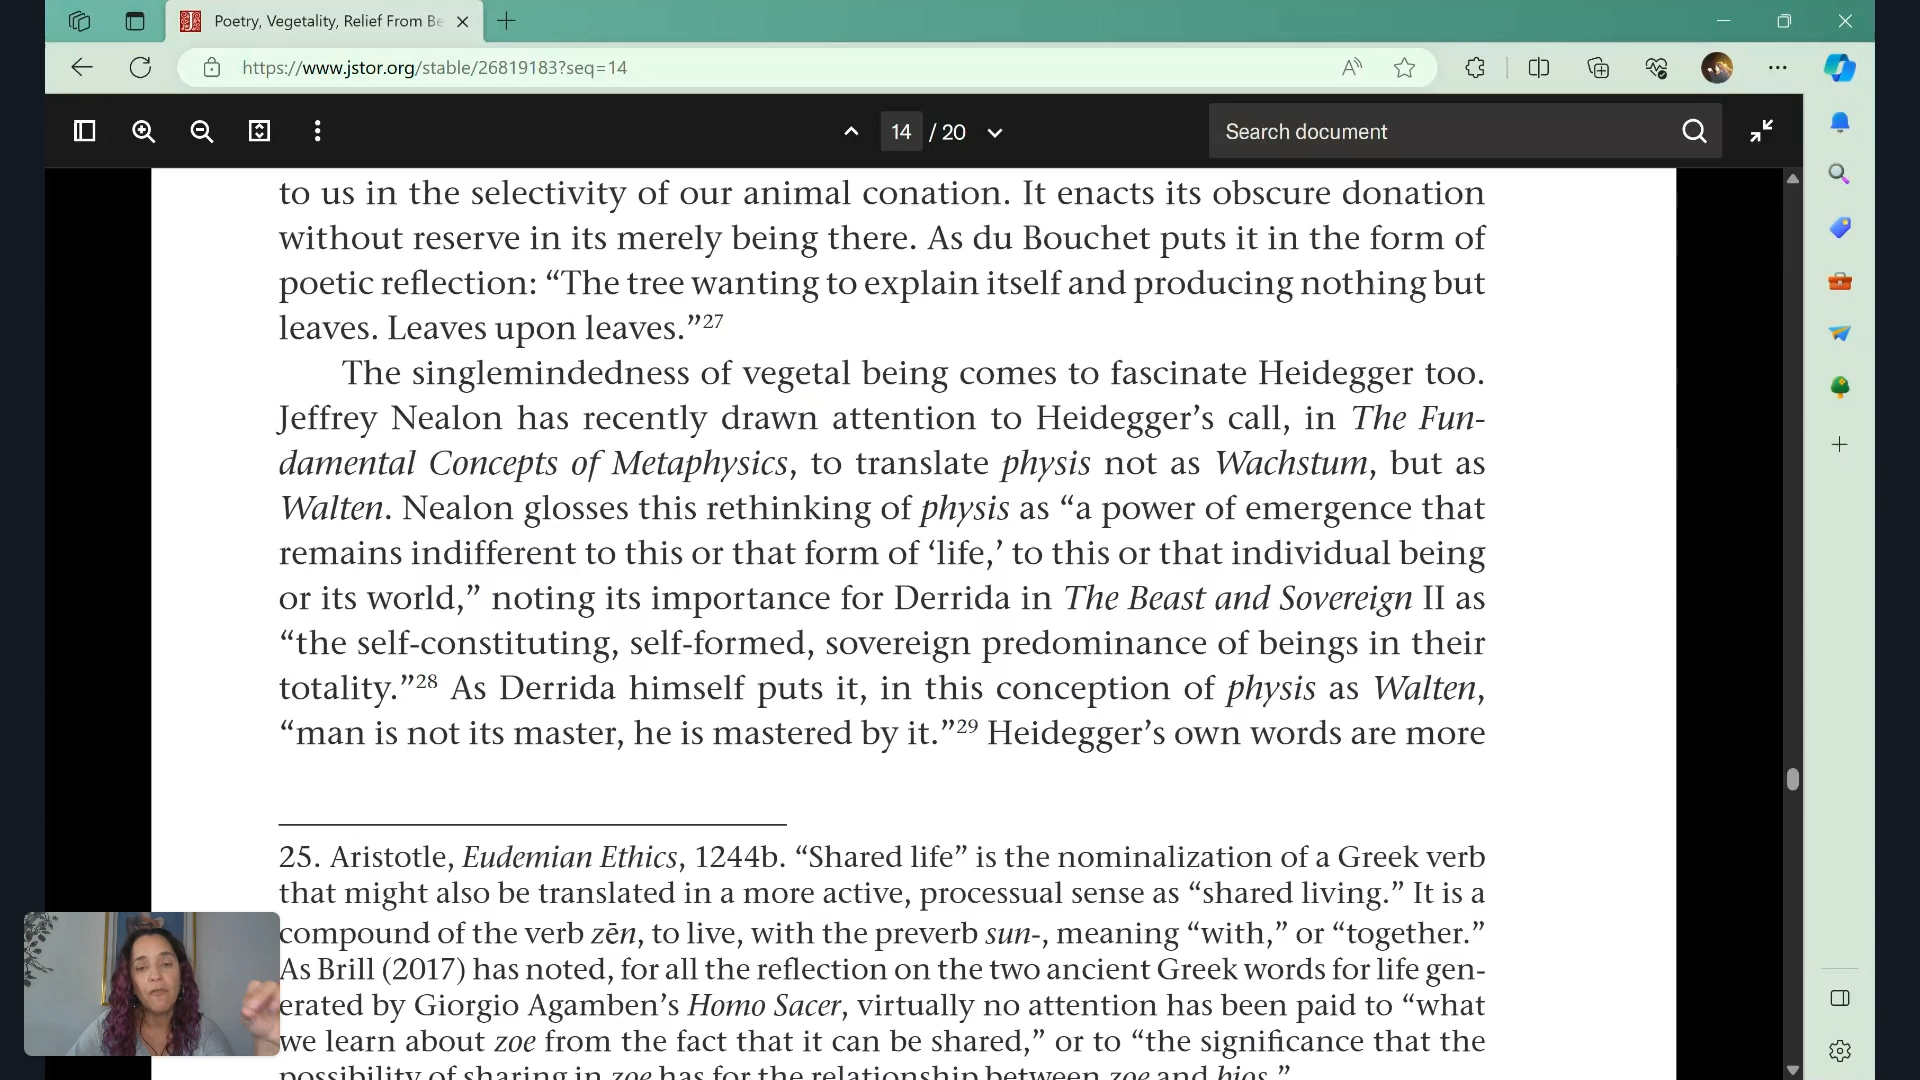 Poetry, Vegetality, Relief From Be
https://www.jstor.org/stable/26819183?seq=14
14 / 20
Search document
to us in the selectivity of our animal conation. It enacts its obscure donation
without reserve in its merely being there. As du Bouchet puts it in the form of
poetic reflection: “The tree wanting to explain itself and producing nothing but
leaves. Leaves upon leaves.”27
The singlemindedness of vegetal being comes to fascinate Heidegger too.
Jeffrey Nealon has recently drawn attention to Heidegger’s call, in The Fun-
damental Concepts of Metaphysics, to translate physis not as Wachstum, but as
Walten. Nealon glosses this rethinking of physis as “a power of emergence that
remains indifferent to this or that form of ‘life,’ to this or that individual being
or its world,” noting its importance for Derrida in The Beast and Sovereign II as
“the self-constituting, self-formed, sovereign predominance of beings in their
totality.”28 As Derrida himself puts it, in this conception of physis as Walten,
“man is not its master, he is mastered by it.”29 Heidegger’s own words are more
25. Aristotle, Eudemian Ethics, 1244b. “Shared life” is the nominalization of a Greek verb
that might also be translated in a more active, processual sense as “shared living.” It is a
compound of the verb zēn, to live, with the preverb sun-, meaning “with,” or “together.”
As Brill (2017) has noted, for all the reflection on the two ancient Greek words for life gen-
erated by Giorgio Agamben’s Homo Sacer, virtually no attention has been paid to “what
we learn about zoe from the fact that it can be shared,” or to “the significance that the
possibility of sharing in zoe has for the relationship between zoe and bios.”